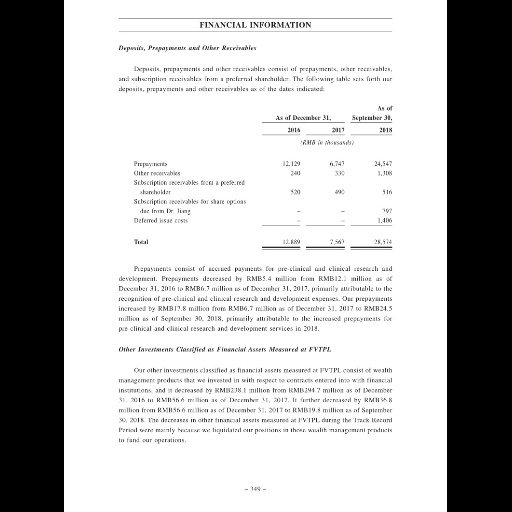 FINANCIAL INFORMATION
Deposits, Prepayments and Other Receivables
Deposits, prepayments and other receivables consist of prepayments, other receivables,
and subscription receivables from a preferred shareholder. The following table sets forth our
deposits, prepayments and other receivables as of the dates indicated:
As of
As of December 31, September 30,
2016 2017 2018
(RMB in thousands)
Prepayments 12,129 6,747 24,547
Other receivables 240 330 1,308
Subscription receivables from a preferred
shareholder 520 490 516
Subscription receivables for share options
due from Dr. Jiang – – 797
Deferred issue costs – – 1,406
Total 12,889 7,567 28,574
Prepayments consist of accrued payments for pre-clinical and clinical research and
development. Prepayments decreased by RMB5.4 million from RMB12.1 million as of
December 31, 2016 to RMB6.7 million as of December 31, 2017, primarily attributable to the
recognition of pre-clinical and clinical research and development expenses. Our prepayments
increased by RMB17.8 million from RMB6.7 million as of December 31, 2017 to RMB24.5
million as of September 30, 2018, primarily attributable to the increased prepayments for
pre-clinical and clinical research and development services in 2018.
Other Investments Classified as Financial Assets Measured at FVTPL
Our other investments classified as financial assets measured at FVTPL consist of wealth
management products that we invested in with respect to contracts entered into with financial
institutions, and it decreased by RMB238.1 million from RMB294.7 million as of December
31, 2016 to RMB56.6 million as of December 31, 2017. It further decreased by RMB36.8
million from RMB56.6 million as of December 31, 2017 to RMB19.8 million as of September
30, 2018. The decreases in other financial assets measured at FVTPL during the Track Record
Period were mainly because we liquidated our positions in those wealth management products
to fund our operations.
– 349 –